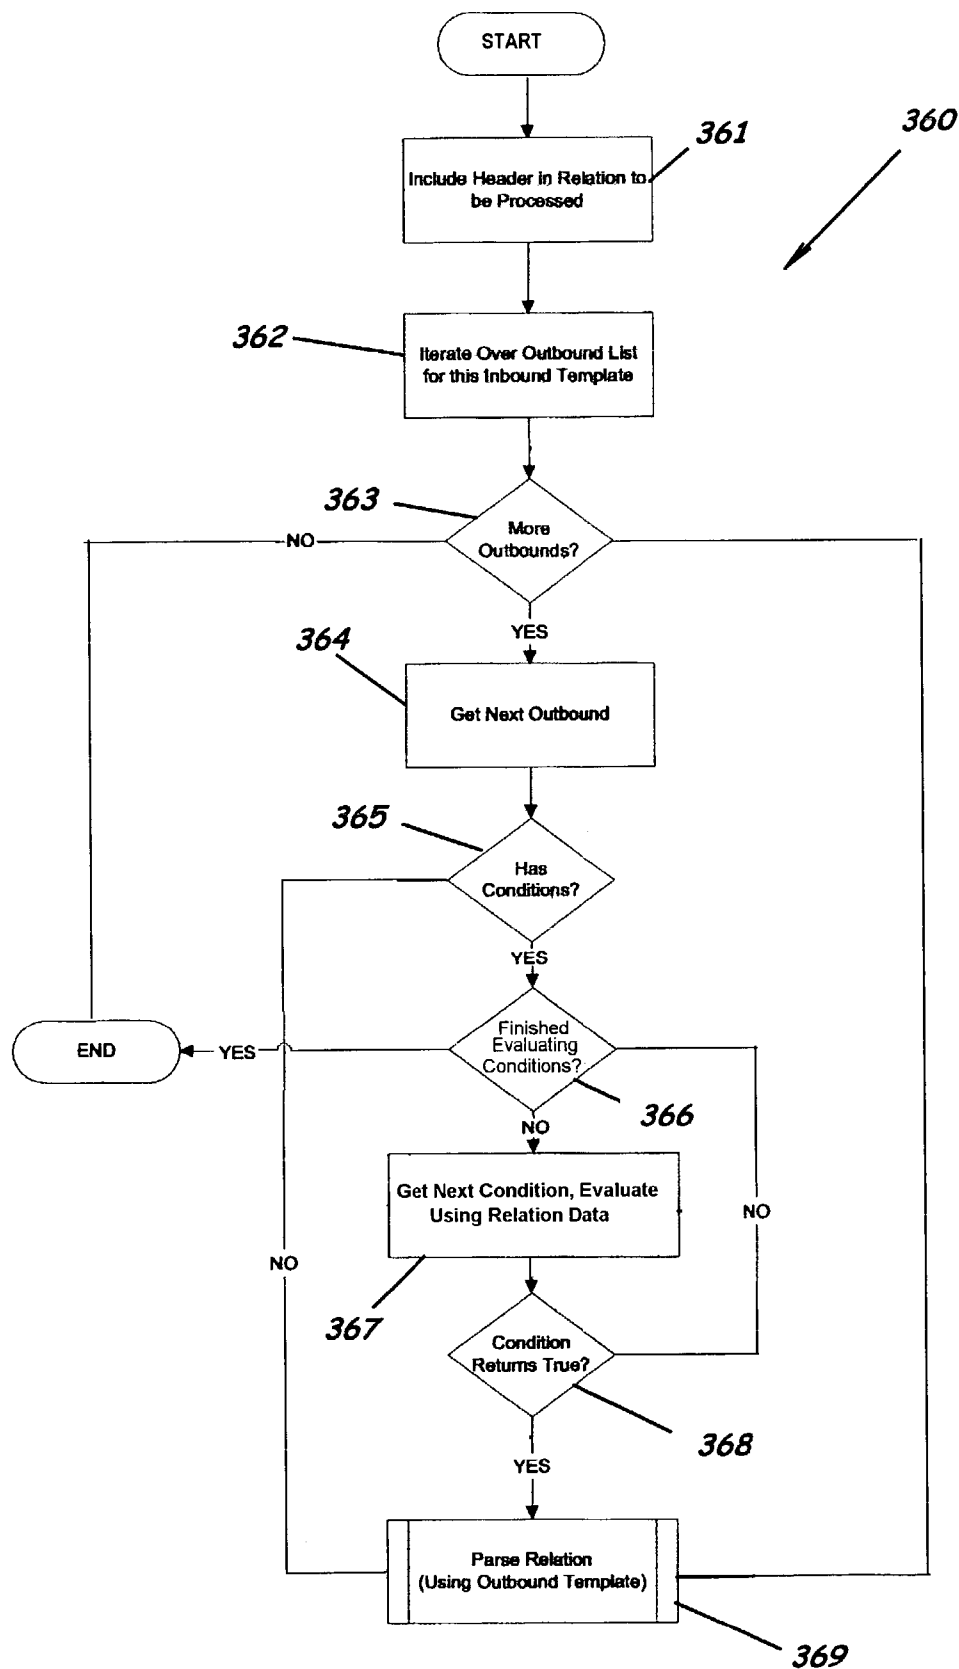 START
361
360
Include Header in Relation to
be Processed
362
Iterate Over Outbound List
for this Inbound Template
363
More
Outbounds?
NO
YES
364
Get Next Outbound
365
Has
Conditions?
YES
Finished
Evaluating
Conditions?
END
YES
366
NO
Get Next Condition, Evaluate
Using Relation Data
NO
NO
367
Condition
Returns True?
368
YES
Parse Relation
(Using Outbound Template)
369